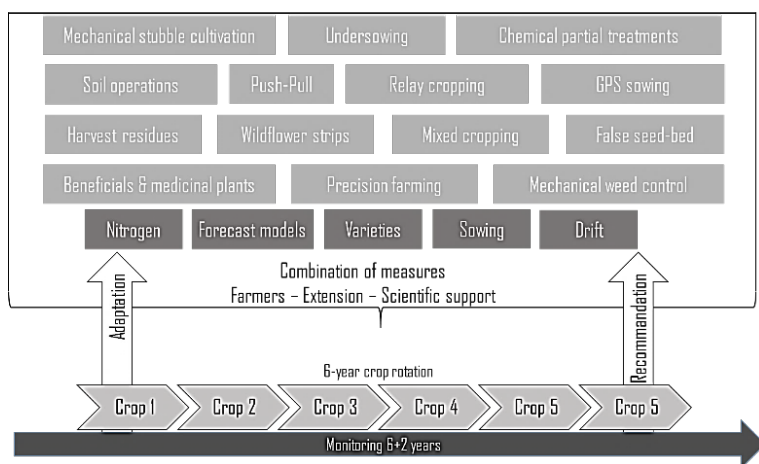 Mechanical stubble cultivation
Undersowing
Chemical partial treatments
Soil operations
Push-Pull
Relay cropping
GPS sowing
Harvest residues
Wildflower strips
Mixed cropping
False seed-bed
Beneficials & medicinal plants
Precision farming
Mechanical weed control
Nitrogen
Forecast models
Varieties
Sowing
Drift
Combination of measures
Farmers – Extension – Scientific support
Adaptation
Recommandation
6-year crop rotation
Crop 1
Crop 2
Crop 3
Crop 4
Crop 5
Crop 5
Monitoring 6+2 years